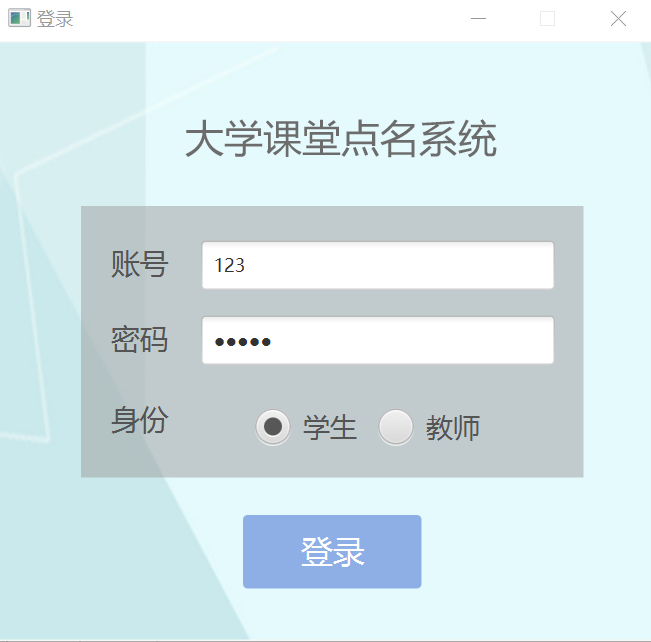 登录
大学课堂点名系统
账号 123
密码 •••••
身份 学生 教师
登录